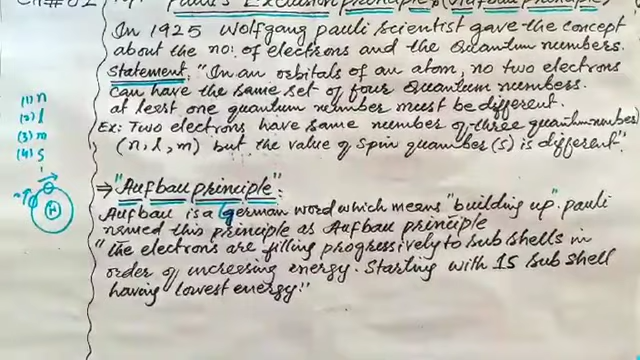 Ch#02
Pauli's Exclusion principle & (Aufbau principle)
In 1925 Wolfgang pauli scientist gave the concept
about the no: of electrons and the Quantum numbers.
Statement: "In an orbitals of an atom, no two electrons
can have the same set of four Quantum numbers.
at least one quantum number must be different.
Ex: Two electrons have same number of three quantum number
(n, l, m) but the value of spin quamber (s) is different".
(1) n
(2) l
(3) m
(4) s
N
⇒ "Aufbau principle":
Aufbau is a german word which means "building up" pauli
named this principle as Aufbau principle
"the electrons are filling progressively to sub shells in
order of increasing energy. Starting with 1S sub shell
having lowest energy."